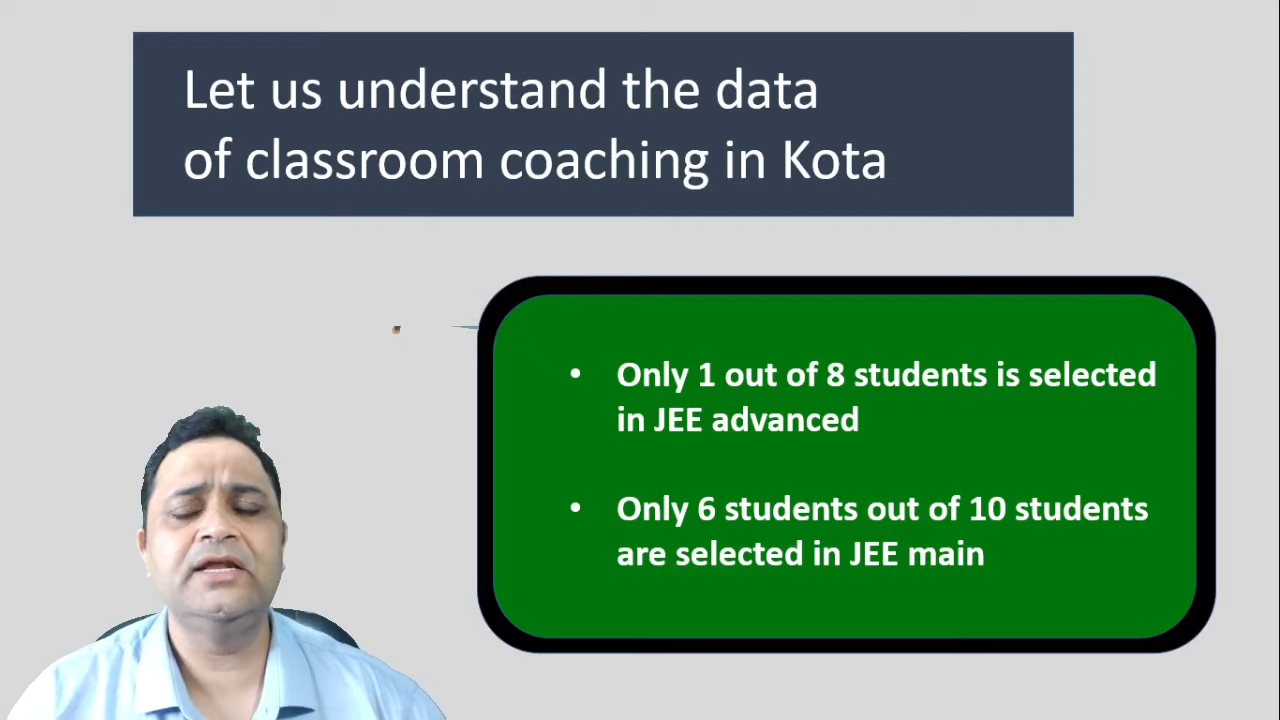 Let us understand the data
of classroom coaching in Kota
• Only 1 out of 8 students is selected
in JEE advanced
• Only 6 students out of 10 students
are selected in JEE main